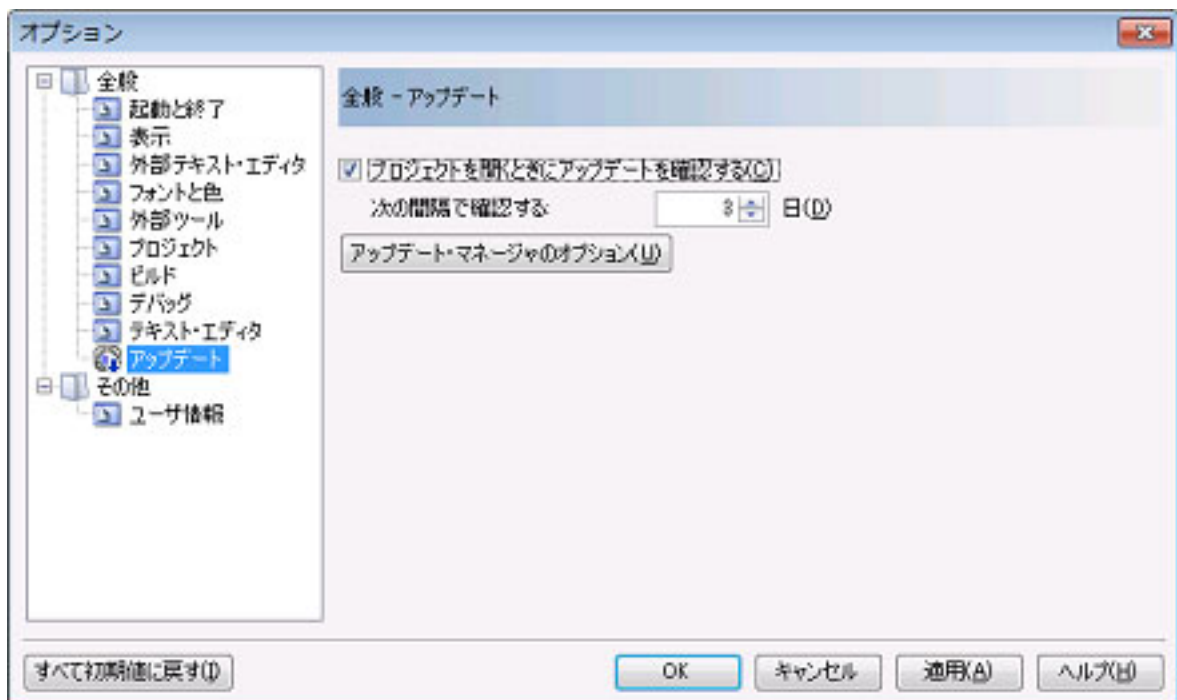 オプション
全般
起動と終了
表示
外部テキスト・エディタ
フォントと色
外部ツール
プロジェクト
ビルド
デバッグ
テキスト・エディタ
アップデート
その他
ユーザ情報
全般 - アップデート
プロジェクトを開くときにアップデートを確認する(C)
次の間隔で確認する:
3 日(D)
アップデート・マネージャのオプション(U)
すべて初期値に戻す(I)
OK
キャンセル
適用(A)
ヘルプ(H)